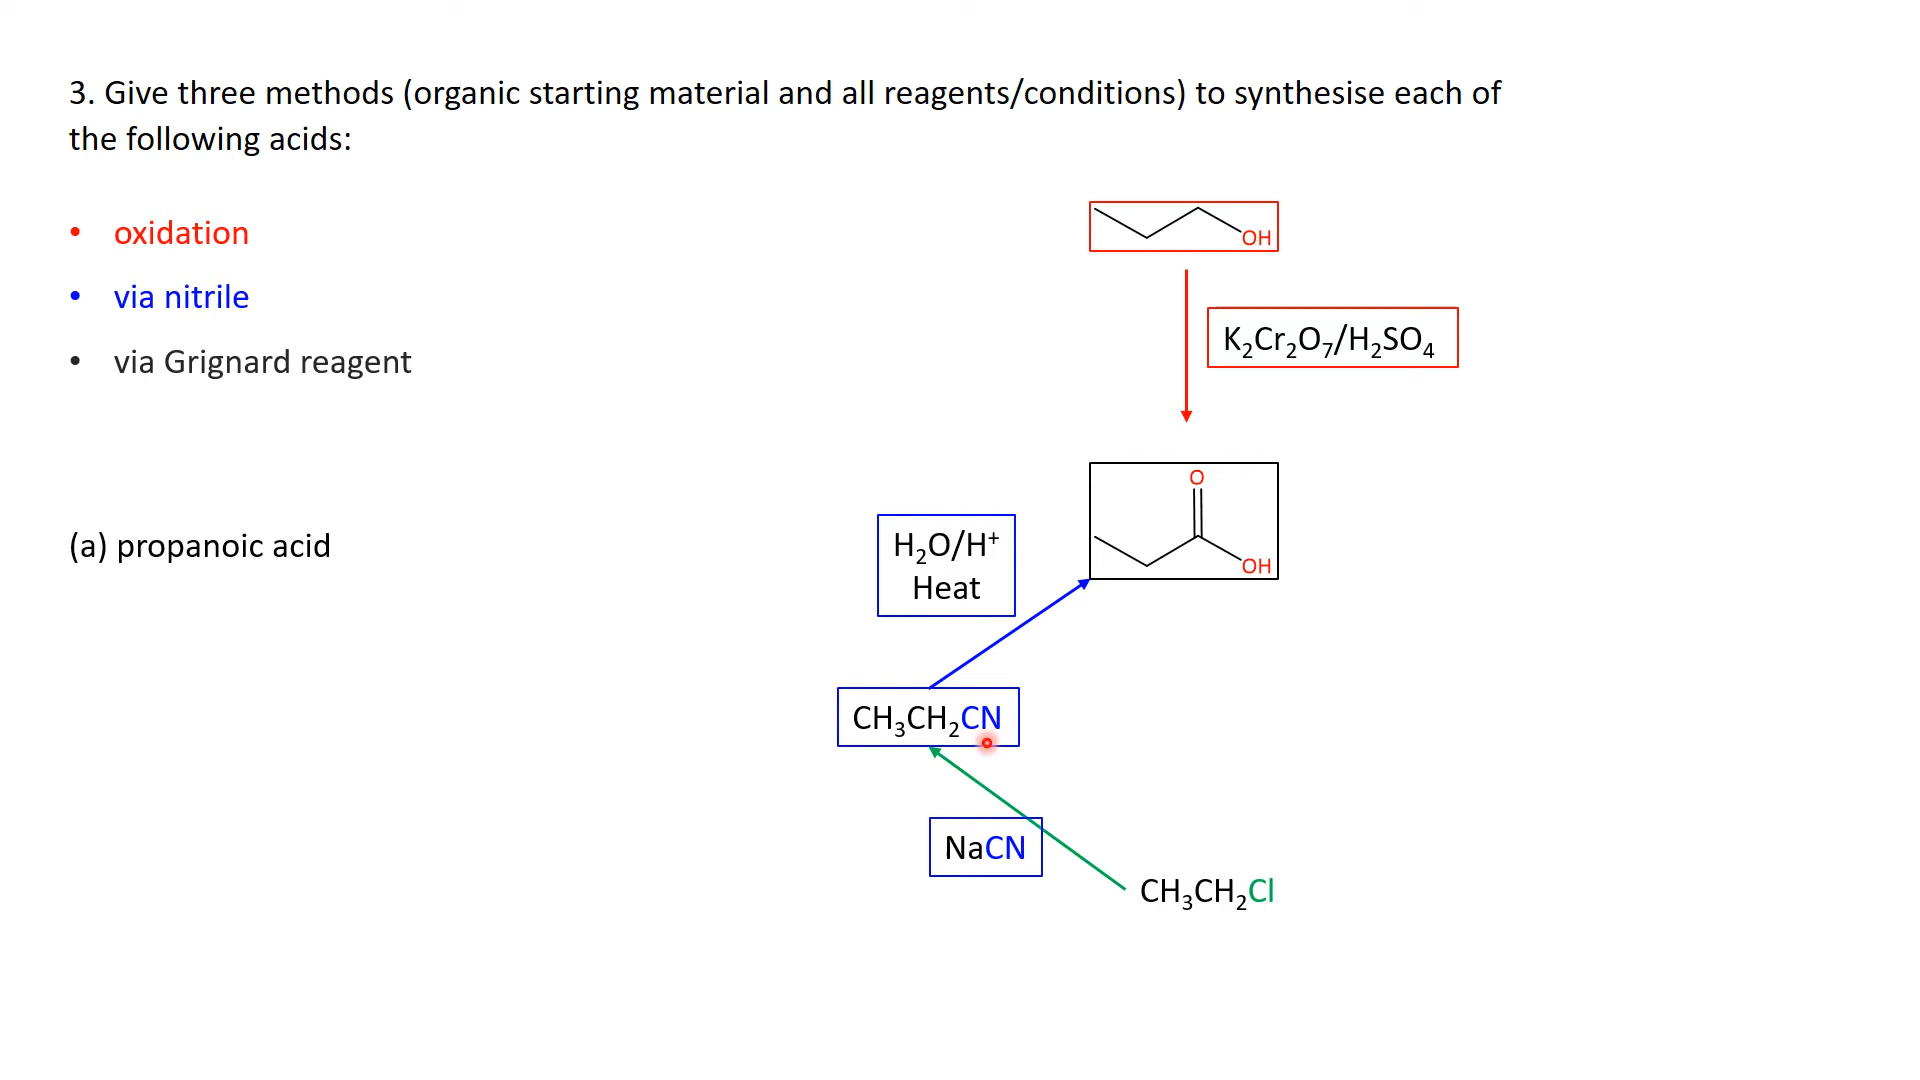 3. Give three methods (organic starting material and all reagents/conditions) to synthesise each of
the following acids:
• oxidation
• via nitrile
• via Grignard reagent
OH
K₂Cr₂O₇/H₂SO₄
O
OH
(a) propanoic acid
H₂O/H⁺
Heat
CH₃CH₂CN
NaCN
CH₃CH₂Cl